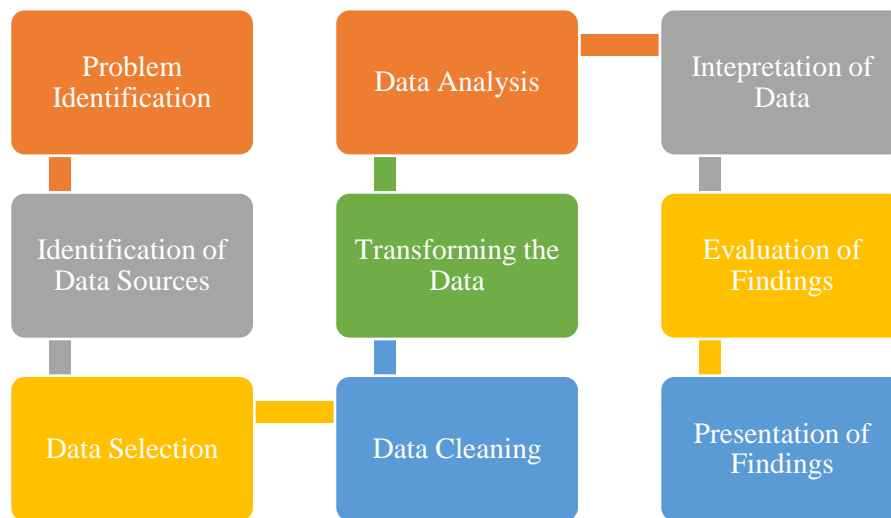 Problem
Identification
Identification of
Data Sources
Data Selection
Data Cleaning
Transforming the
Data
Data Analysis
Intepretation of
Data
Evaluation of
Findings
Presentation of
Findings